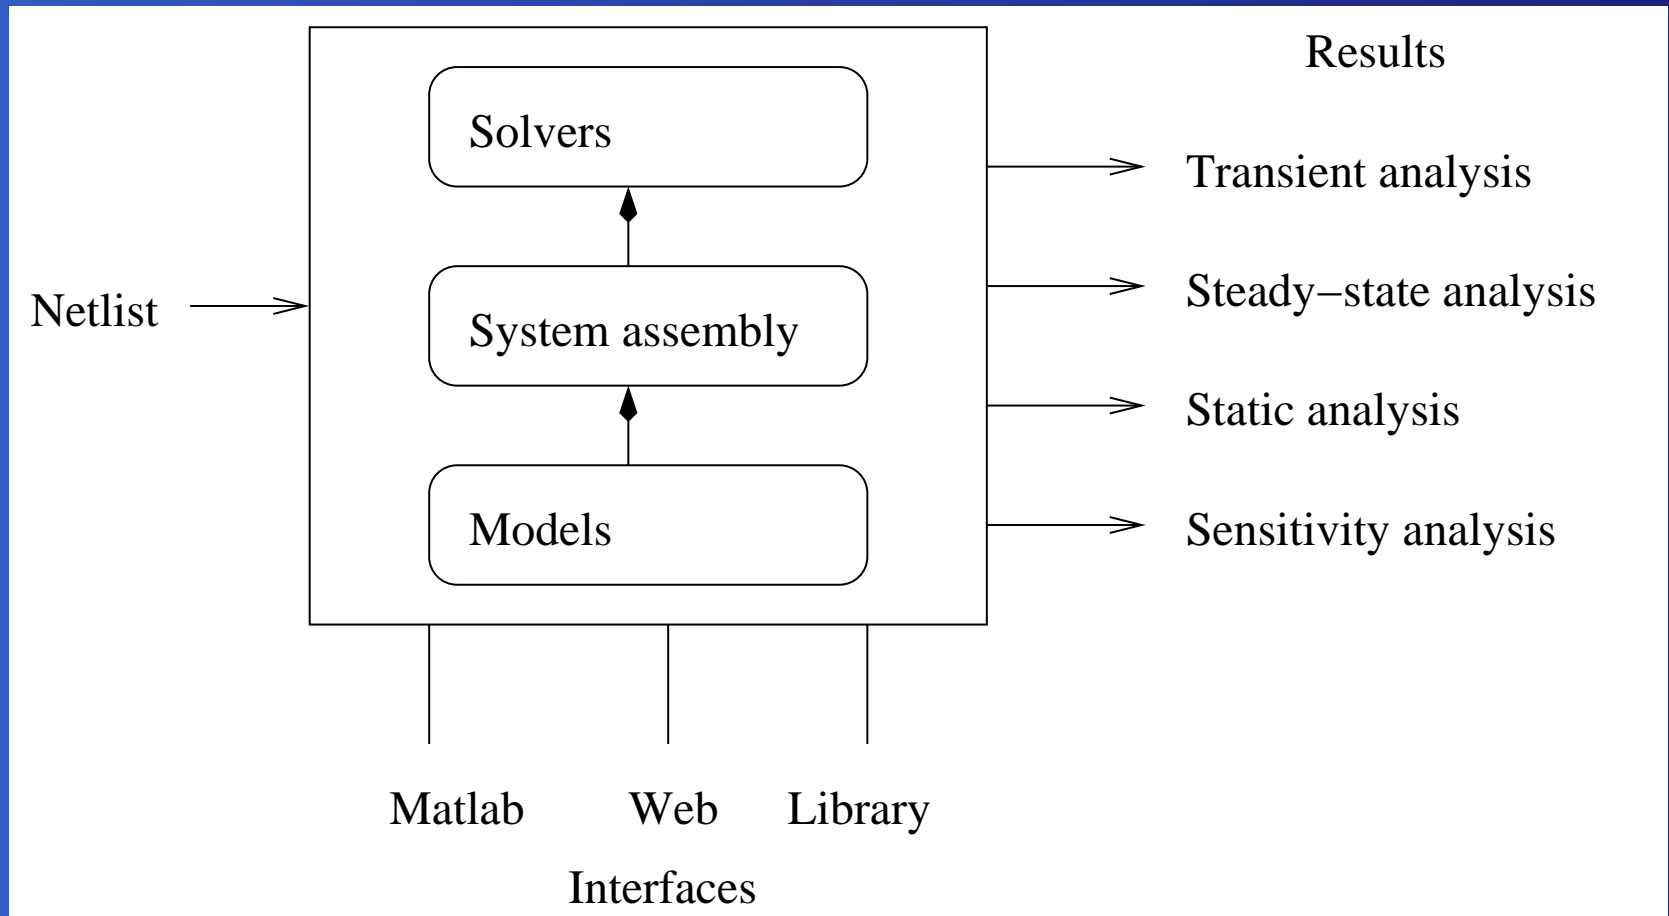 Results
Solvers
Transient analysis
Netlist
System assembly
Steady–state analysis
Static analysis
Models
Sensitivity analysis
Matlab
Web
Library
Interfaces